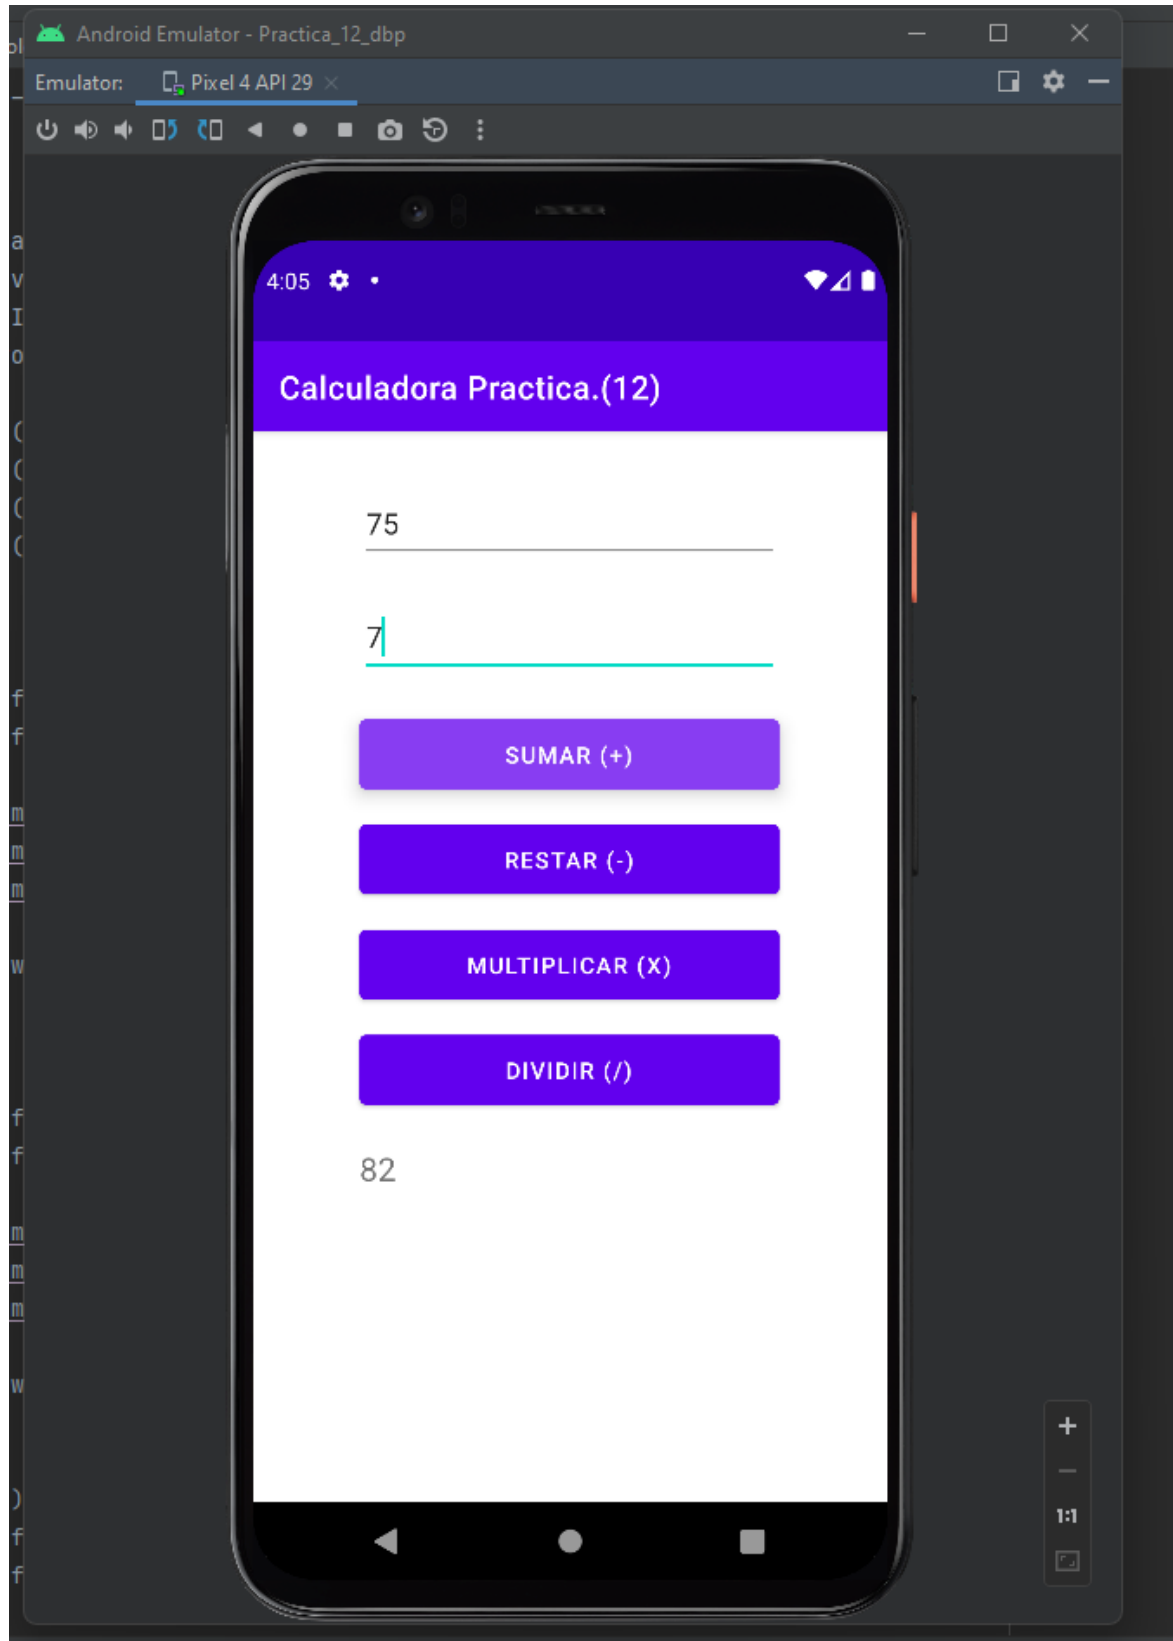 Android Emulator - Practica_12_dbp
Emulator: Pixel 4 API 29
4:05
Calculadora Practica.(12)
75
7
SUMAR (+)
RESTAR (-)
MULTIPLICAR (X)
DIVIDIR (/)
82
1:1